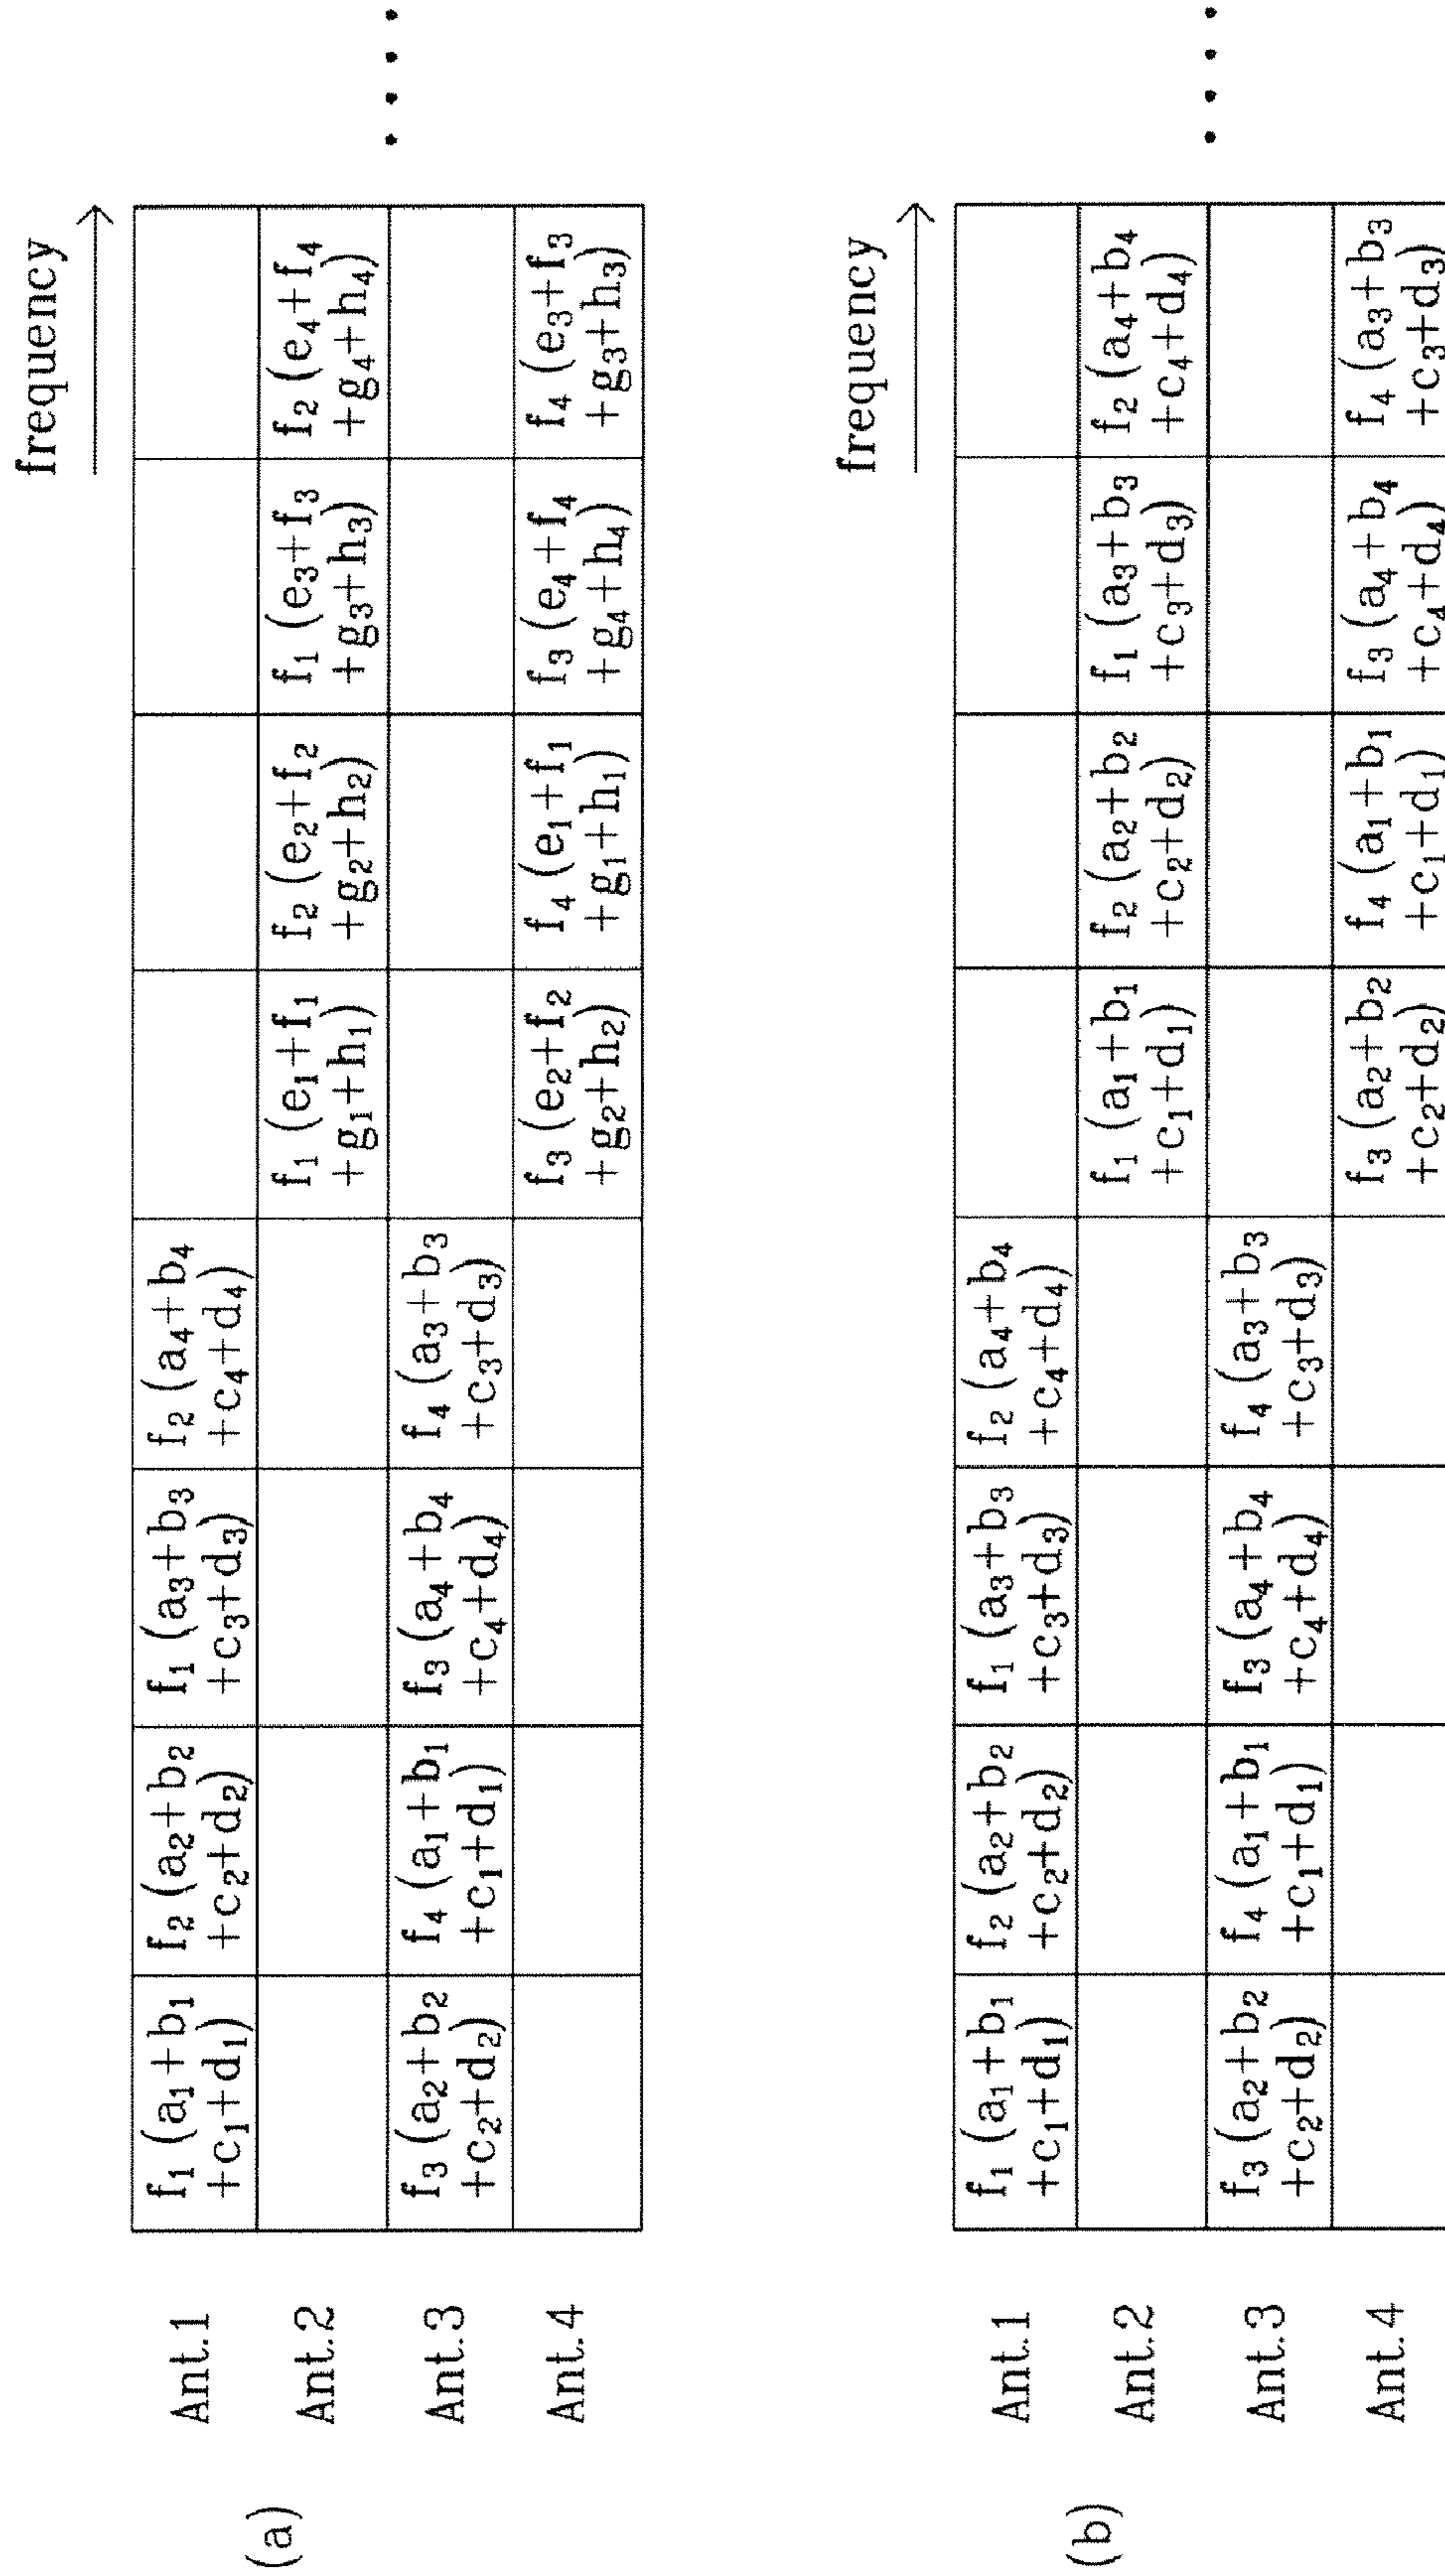 frequency
(a)
Ant.1
f₁ (a₁+b₁
+c₁+d₁)
f₂ (a₂+b₂
+c₂+d₂)
f₁ (a₃+b₃
+c₃+d₃)
f₂ (a₄+b₄
+c₄+d₄)
Ant.2
f₁ (e₁+f₁
+g₁+h₁)
f₂ (e₂+f₂
+g₂+h₂)
f₁ (e₃+f₃
+g₃+h₃)
f₂ (e₄+f₄
+g₄+h₄)
Ant.3
f₃ (a₂+b₂
+c₂+d₂)
f₄ (a₁+b₁
+c₁+d₁)
f₃ (a₄+b₄
+c₄+d₄)
f₄ (a₃+b₃
+c₃+d₃)
Ant.4
f₃ (e₂+f₂
+g₂+h₂)
f₄ (e₁+f₁
+g₁+h₁)
f₃ (e₄+f₄
+g₄+h₄)
f₄ (e₃+f₃
+g₃+h₃)
frequency
(b)
Ant.1
f₁ (a₁+b₁
+c₁+d₁)
f₂ (a₂+b₂
+c₂+d₂)
f₁ (a₃+b₃
+c₃+d₃)
f₂ (a₄+b₄
+c₄+d₄)
Ant.2
f₁ (a₁+b₁
+c₁+d₁)
f₂ (a₂+b₂
+c₂+d₂)
f₁ (a₃+b₃
+c₃+d₃)
f₂ (a₄+b₄
+c₄+d₄)
Ant.3
f₃ (a₂+b₂
+c₂+d₂)
f₄ (a₁+b₁
+c₁+d₁)
f₃ (a₄+b₄
+c₄+d₄)
f₄ (a₃+b₃
+c₃+d₃)
Ant.4
f₃ (a₂+b₂
+c₂+d₂)
f₄ (a₁+b₁
+c₁+d₁)
f₃ (a₄+b₄
+c₄+d₄)
f₄ (a₃+b₃
+c₃+d₃)